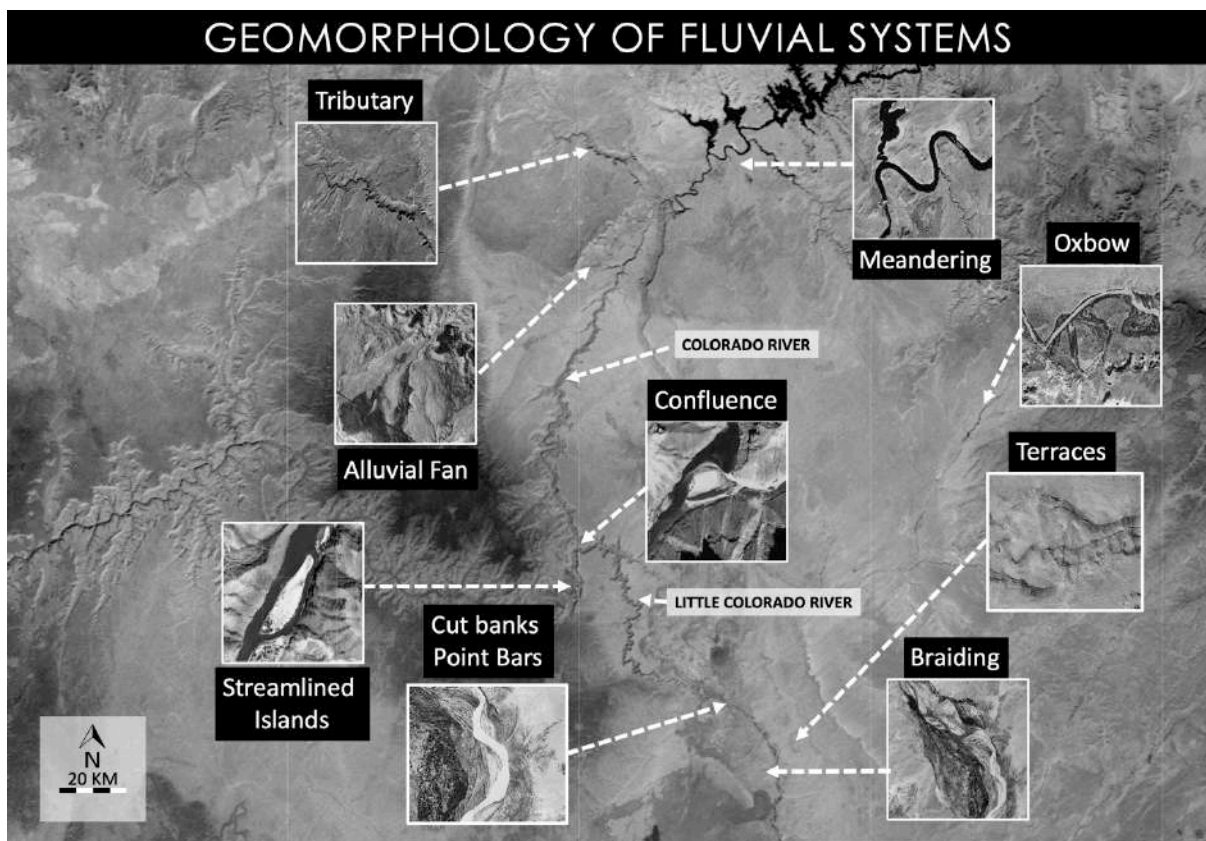 GEOMORPHOLOGY OF FLUVIAL SYSTEMS
Tributary
Meandering
Oxbow
COLORADO RIVER
Confluence
Alluvial Fan
Terraces
LITTLE COLORADO RIVER
Cut banks
Point Bars
Braiding
Streamlined
Islands
N
20 KM